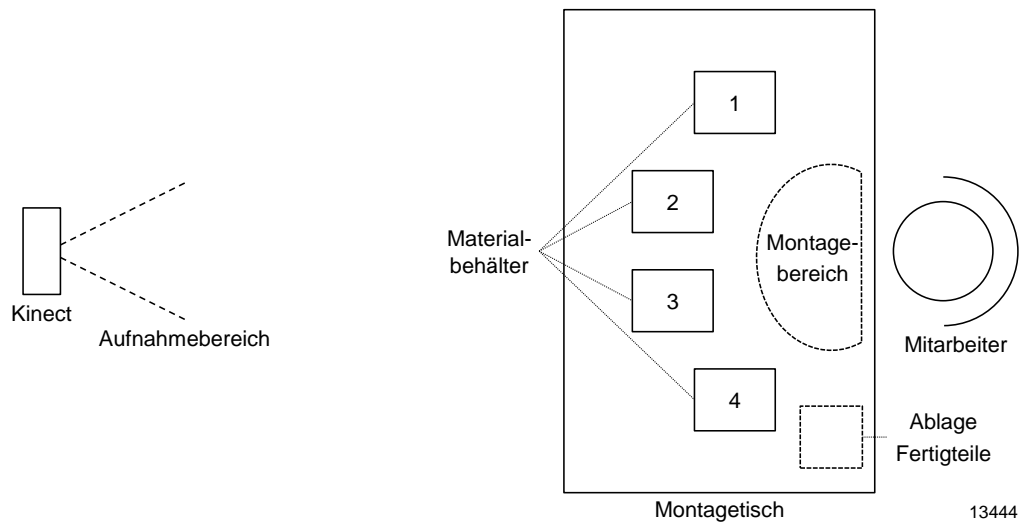 1
2
3
4
Material-
behälter
Montage-
bereich
Kinect
Aufnahmebereich
Mitarbeiter
Ablage
Fertigteile
Montagetisch
13444